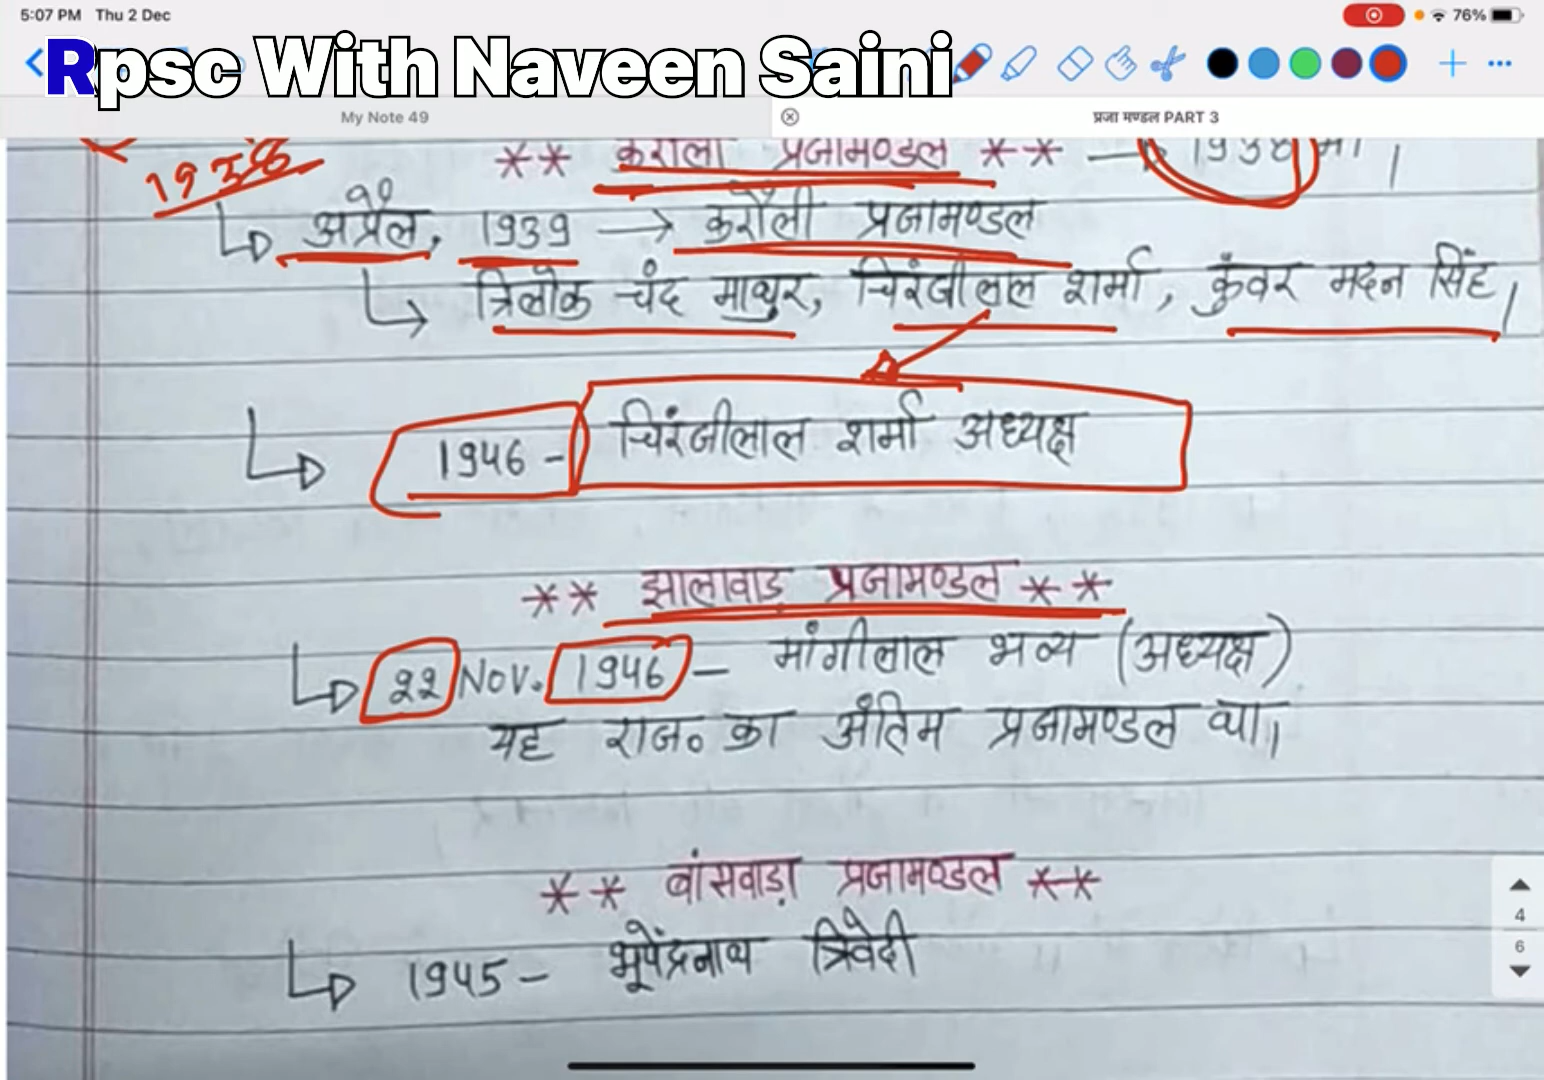 5:07 PM Thu 2 Dec
76%
Rpsc With Naveen Saini
My Note 49
प्रजा मण्डल PART 3
1938
** करौली प्रजामण्डल ** → 1938 में।
अप्रैल, 1939 → करौली प्रजामण्डल
त्रिलोक चंद माथुर, चिरंजीलाल शर्मा, कुंवर मदन सिंह।
1946 - चिरंजीलाल शर्मा अध्यक्ष
** झालावाड़ प्रजामण्डल **
Nov. 1946 - मांगीलाल भव्य (अध्यक्ष)
यह राज० का अंतिम प्रजामण्डल था।
** बांसवाड़ा प्रजामण्डल **
1945 - भूपेंद्रनाथ त्रिवेदी
4
6